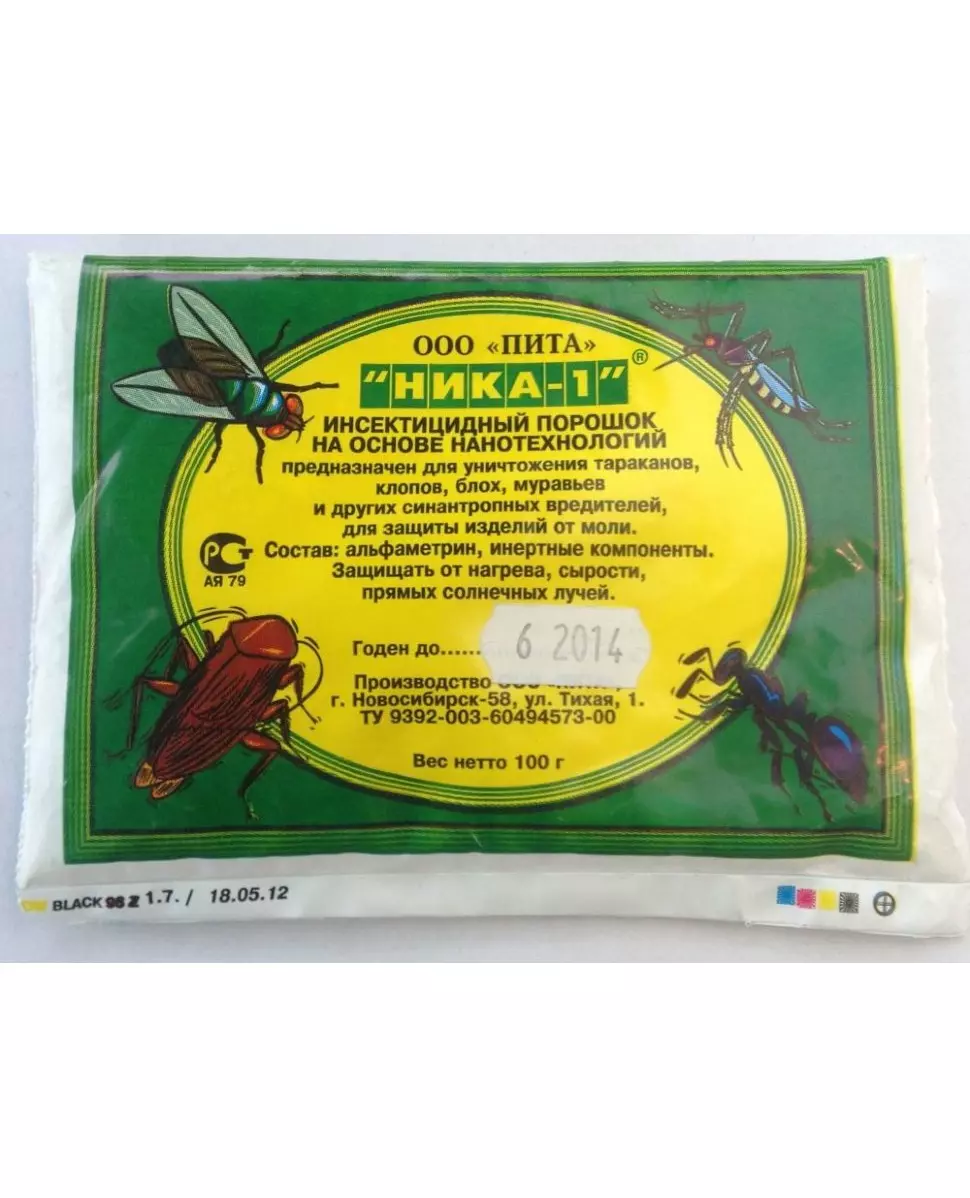 ООО «ПИТА»
"НИКА-1"®
ИНСЕКТИЦИДНЫЙ ПОРОШОК
НА ОСНОВЕ НАНОТЕХНОЛОГИЙ
предназначен для уничтожения тараканов,
клопов, блох, муравьев
и других синантропных вредителей,
для защиты изделий от моли.
Состав: альфаметрин, инертные компоненты.
Защищать от нагрева, сырости,
прямых солнечных лучей.
РСТ
АЯ 79
Годен до...... 6 2014
Производство ООО
г. Новосибирск-58, ул. Тихая, 1.
ТУ 9392-003-60494573-00
Вес нетто 100 г
BLACK 1.7. / 18.05.12